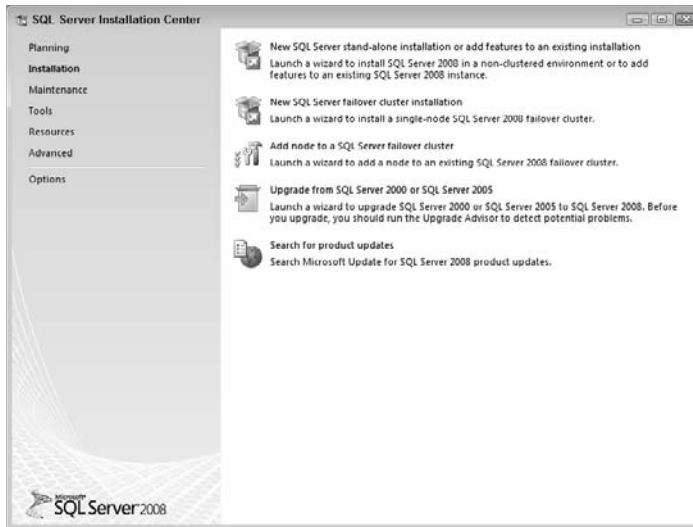 SQL Server Installation Center
Planning
Installation
Maintenance
Tools
Resources
Advanced
Options
New SQL Server stand-alone installation or add features to an existing installation
Launch a wizard to install SQL Server 2008 in a non-clustered environment or to add
features to an existing SQL Server 2008 instance.
New SQL Server failover cluster installation
Launch a wizard to install a single-node SQL Server 2008 failover cluster.
Add node to a SQL Server failover cluster
Launch a wizard to add a node to an existing SQL Server 2008 failover cluster.
Upgrade from SQL Server 2000 or SQL Server 2005
Launch a wizard to upgrade SQL Server 2000 or SQL Server 2005 to SQL Server 2008. Before
you upgrade, you should run the Upgrade Advisor to detect potential problems.
Search for product updates
Search Microsoft Update for SQL Server 2008 product updates.
Microsoft
SQL Server 2008